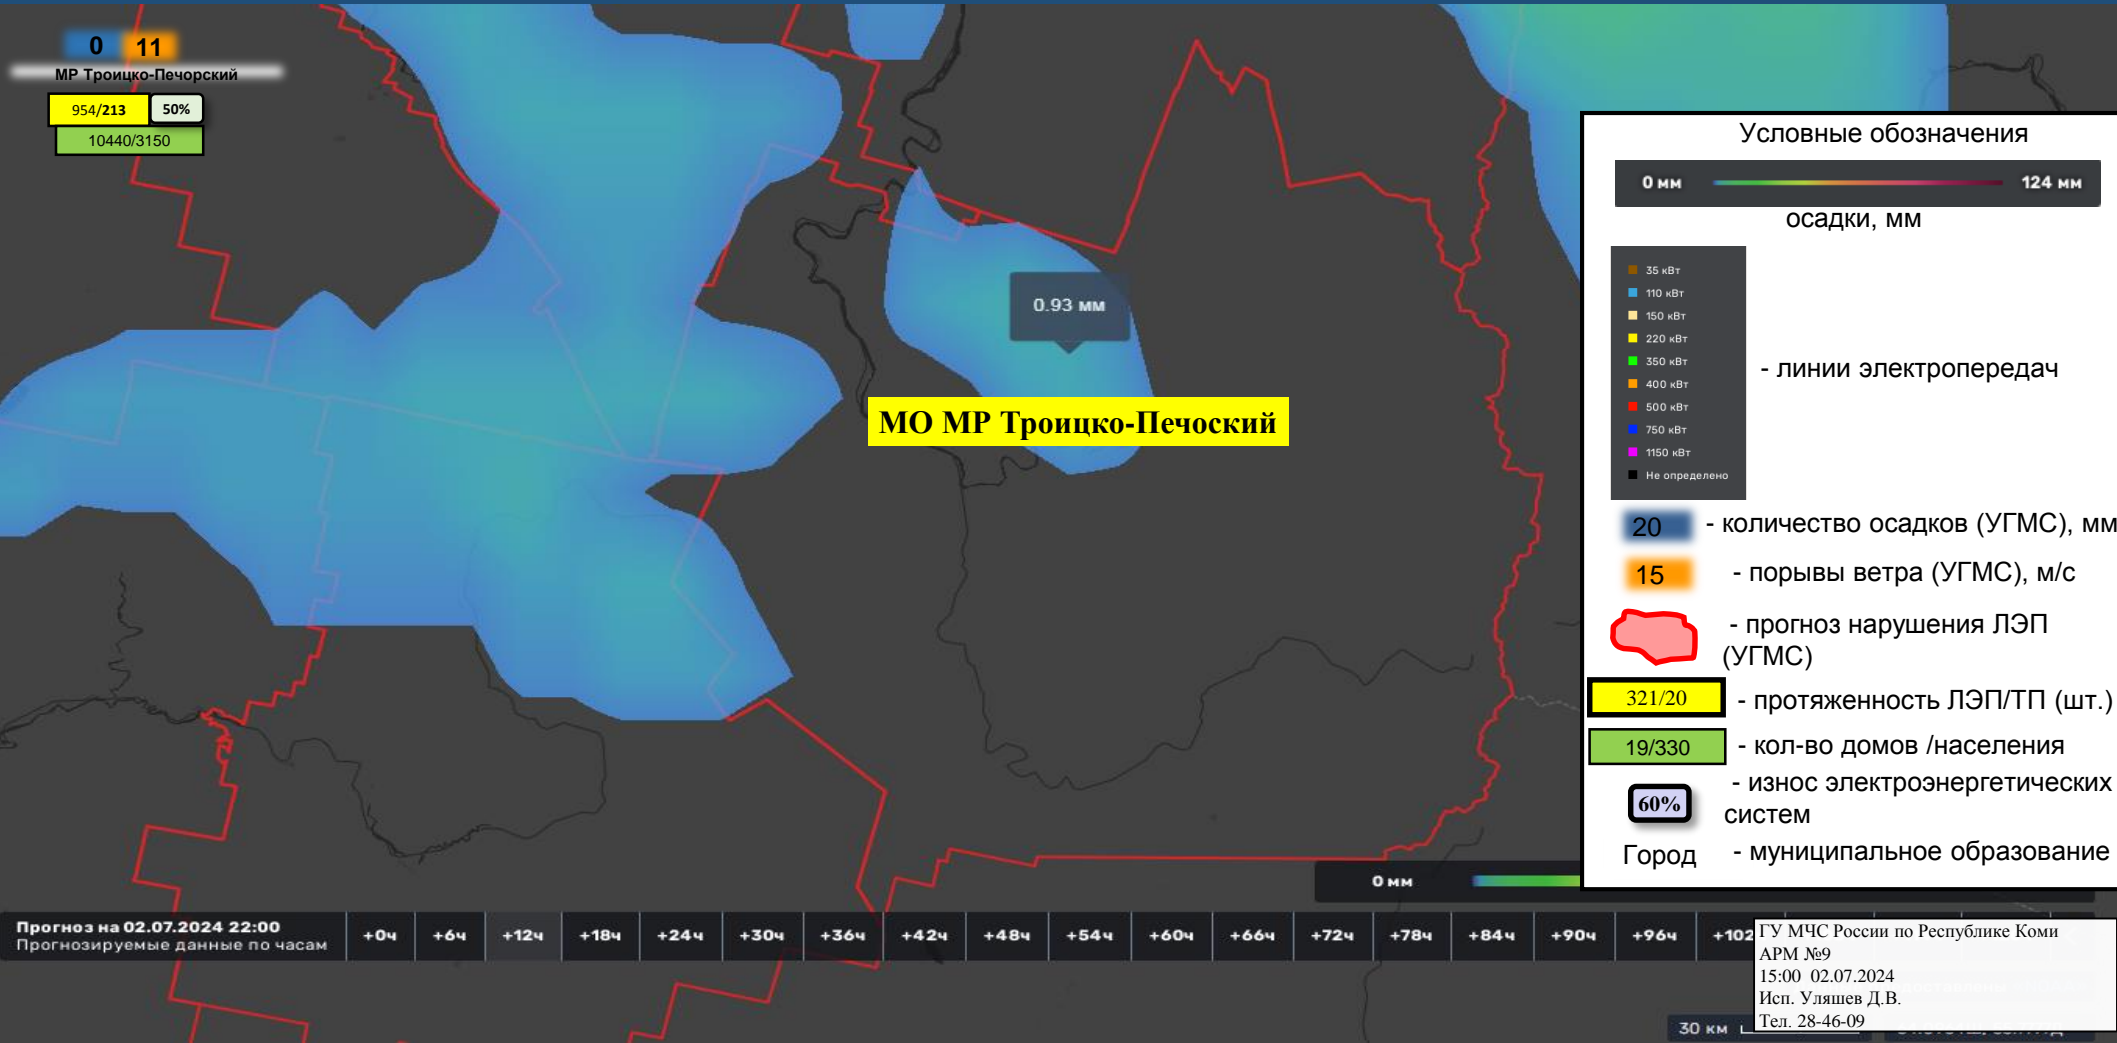 0 11
МР Троицко-Печорский
954/213 50%
10440/3150
0.93 мм
МО МР Троицко-Печоский
Условные обозначения
0 мм 124 мм
осадки, мм
35 кВт
110 кВт
150 кВт
220 кВт
350 кВт
400 кВт
500 кВт
750 кВт
1150 кВт
Не определено
- линии электропередач
20 - количество осадков (УГМС), мм
15 - порывы ветра (УГМС), м/с
- прогноз нарушения ЛЭП
(УГМС)
321/20 - протяженность ЛЭП/ТП (шт.)
19/330 - кол-во домов /населения
60% - износ электроэнергетических
систем
Город - муниципальное образование
0 мм
Прогноз на 02.07.2024 22:00
Прогнозируемые данные по часам
+0ч +6ч +12ч +18ч +24ч +30ч +36ч +42ч +48ч +54ч +60ч +66ч +72ч +78ч +84ч +90ч +96ч +102
ГУ МЧС России по Республике Коми
АРМ №9
15:00 02.07.2024
Исп. Уляшев Д.В.
Тел. 28-46-09
30 км